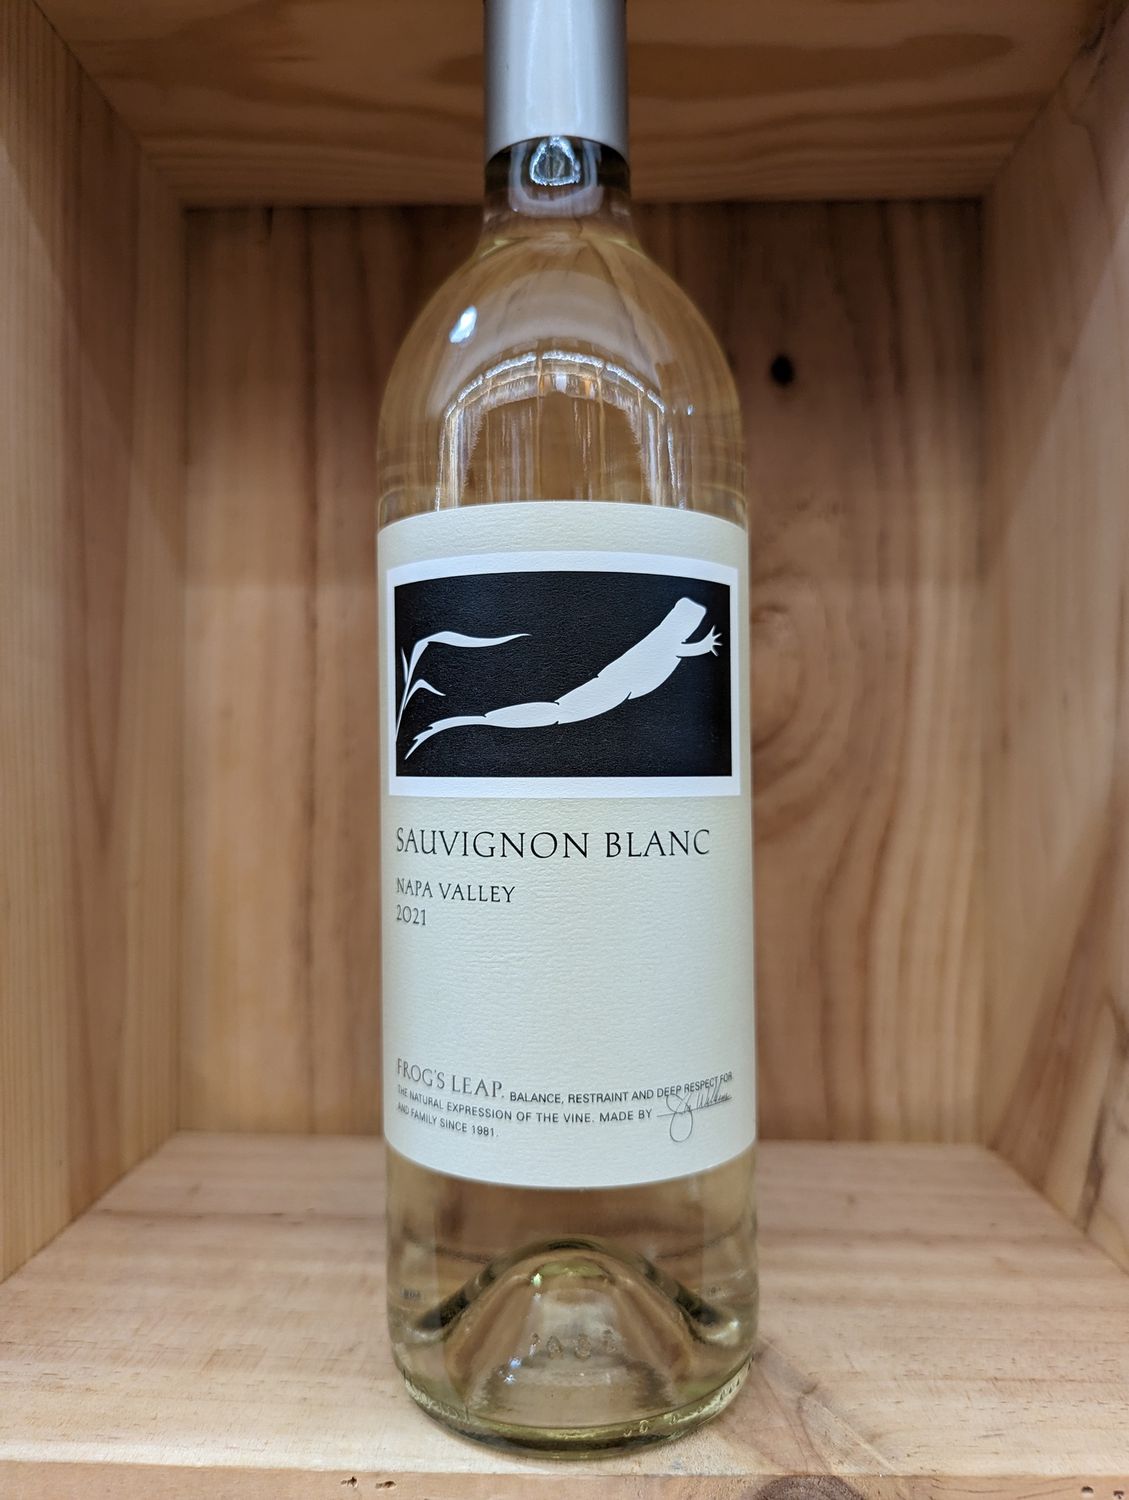 SAUVIGNON BLANC
NAPA VALLEY
2021
FROG'S LEAP. BALANCE, RESTRAINT AND DEEP RESPECT FOR
THE NATURAL EXPRESSION OF THE VINE. MADE BY
AND FAMILY SINCE 1981.